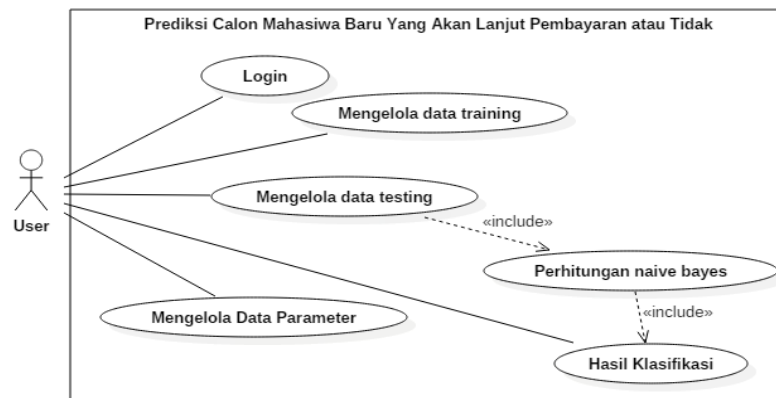 Prediksi Calon Mahasiwa Baru Yang Akan Lanjut Pembayaran atau Tidak
Login
Mengelola data training
Mengelola data testing
User
«include»
Perhitungan naive bayes
Mengelola Data Parameter
«include»
Hasil Klasifikasi